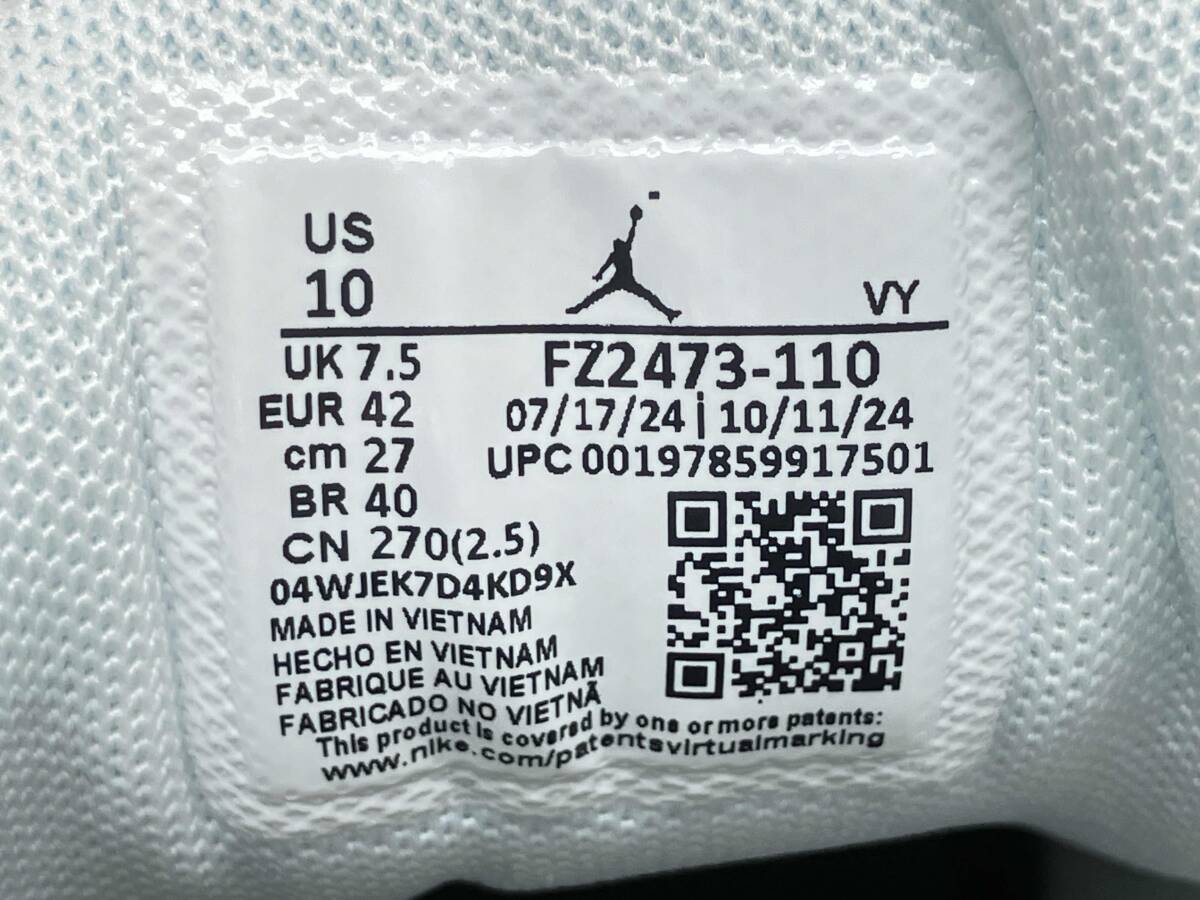 US
10
VY
UK 7.5
FZ2473-110
EUR 42
07/17/24 | 10/11/24
cm 27
UPC 00197859917501
BR 40
CN 270(2.5)
04WJEK7D4KD9X
MADE IN VIETNAM
HECHO EN VIETNAM
FABRIQUE AU VIETNAM
FABRICADO NO VIETNÃ
This product is covered by one or more patents:
www.nike.com/patentsvirtualmarking